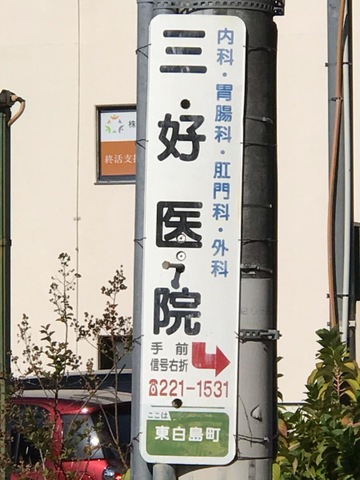 内科・胃腸科・肛門科・外科
三好医院
手前
信号右折
☎221-1531
ここは
東白島町
株
終活支